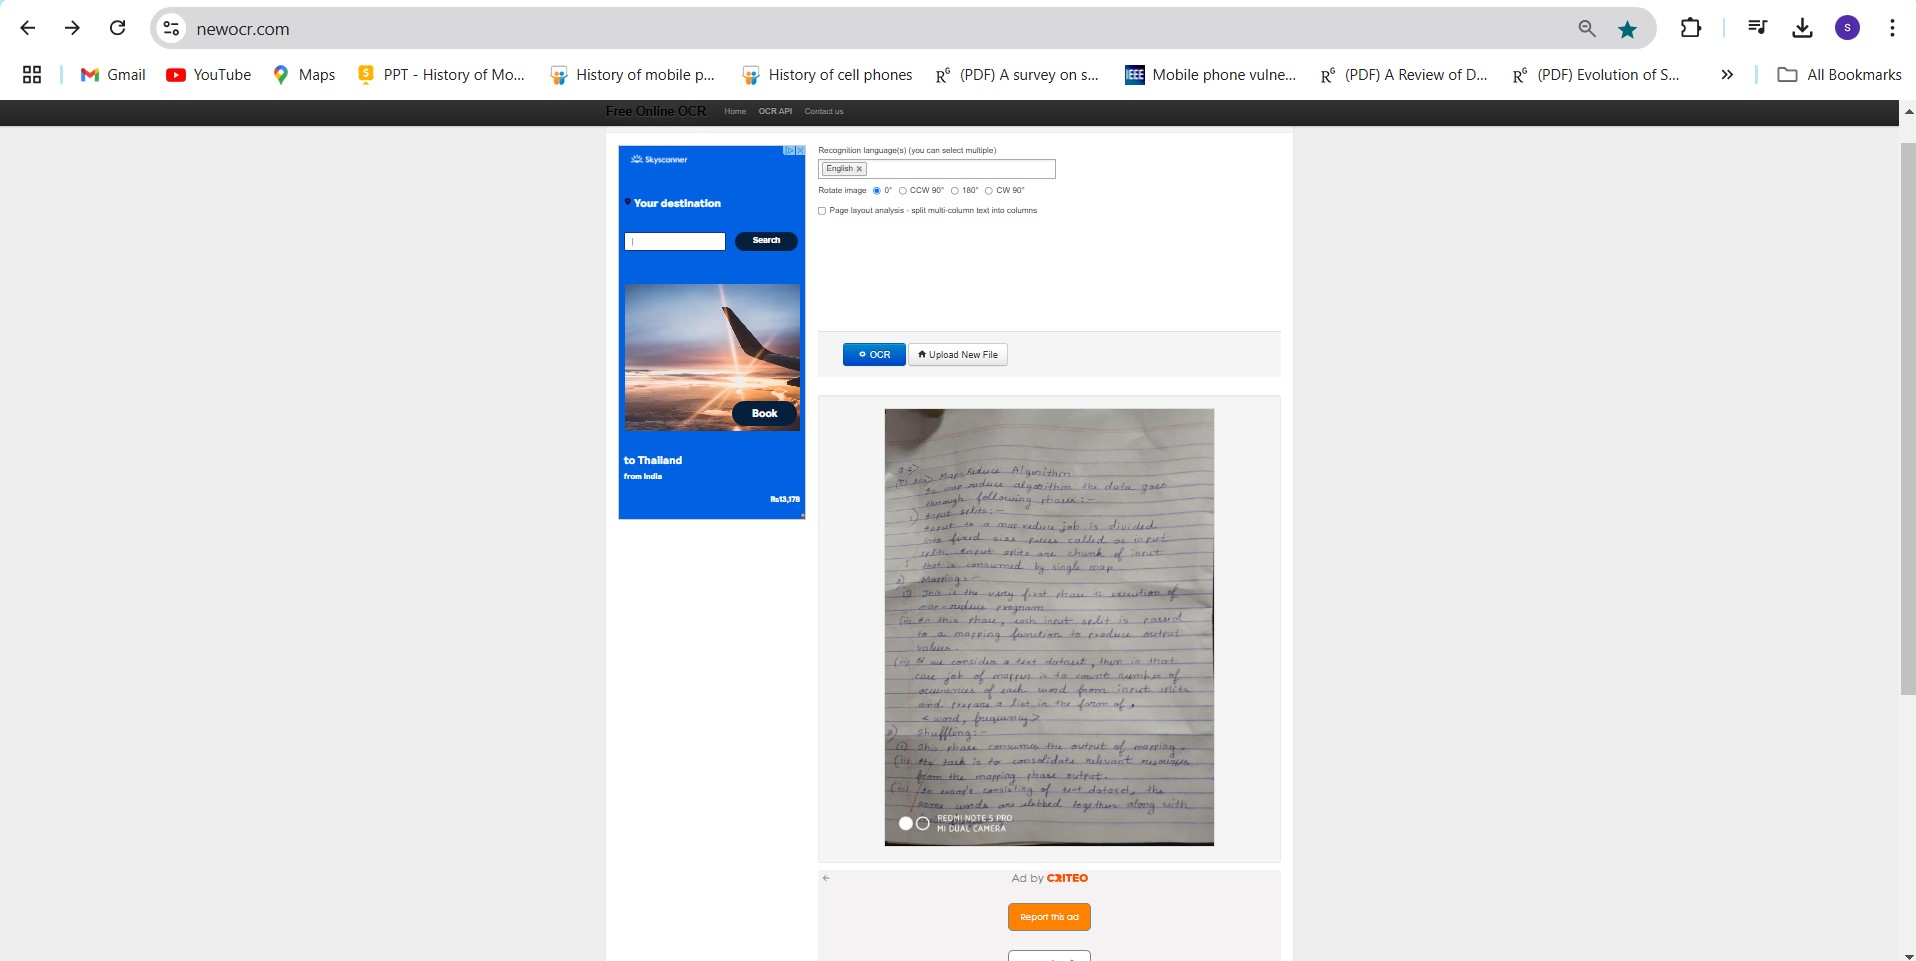 newocr.com
S
Gmail
YouTube
Maps
PPT - History of Mo...
History of mobile p...
History of cell phones
(PDF) A survey on s...
IEEE
Mobile phone vulne...
(PDF) A Review of D...
(PDF) Evolution of S...
All Bookmarks
Free Online OCR
Home
OCR API
Contact us
Skyscanner
Your destination
Search
Book
to Thailand
from India
Rs13,178
Recognition language(s) (you can select multiple)
English
Rotate image 0° CCW 90° 180° CW 90°
Page layout analysis - split multi-column text into columns
OCR
Upload New File
Map-Reduce Algorithm
In map reduce algorithm the data goes
through following phases:-
1) Input splits:-
Input to a map reduce job is divided
into fixed size pieces called as input
split. Input splits are chunk of input
that is consumed by single map
2) Mapping:-
(i) This is the very first phase in execution of
map-reduce program
(ii) In this phase, each input split is passed
to a mapping function to produce output
values.
(iii) If we consider a text dataset, then in that
case job of mapper is to count number of
occurences of each word from input splits
and prepare a list in the form of
<word, frequency>
3) Shuffling:-
(i) This phase consumes the output of mapping
(ii) Its task is to consolidate relevant resources
from the mapping phase output.
(iii) In example consisting of text dataset, the
same words are clubbed together along with
REDMI NOTE 5 PRO
MI DUAL CAMERA
Ad by CRITEO
Report this ad